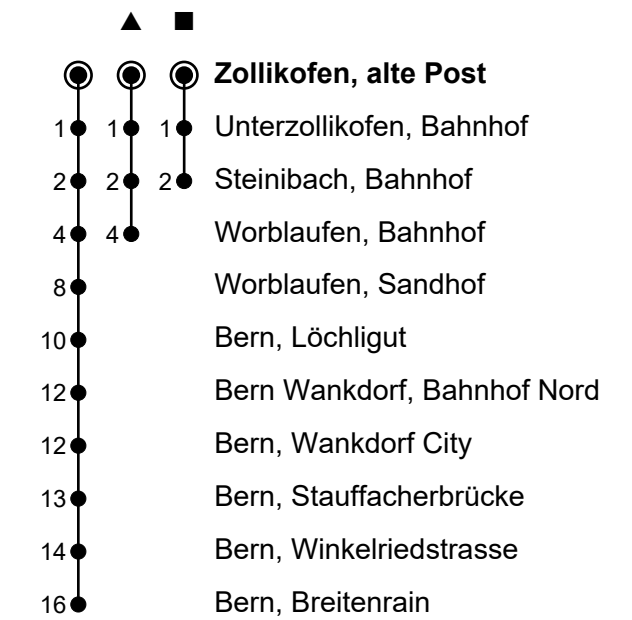 ▲ ■
Zollikofen, alte Post
1 1 1 Unterzollikofen, Bahnhof
2 2 2 Steinibach, Bahnhof
4 4 Worblaufen, Bahnhof
8 Worblaufen, Sandhof
10 Bern, Löchligut
12 Bern Wankdorf, Bahnhof Nord
12 Bern, Wankdorf City
13 Bern, Stauffacherbrücke
14 Bern, Winkelriedstrasse
16 Bern, Breitenrain